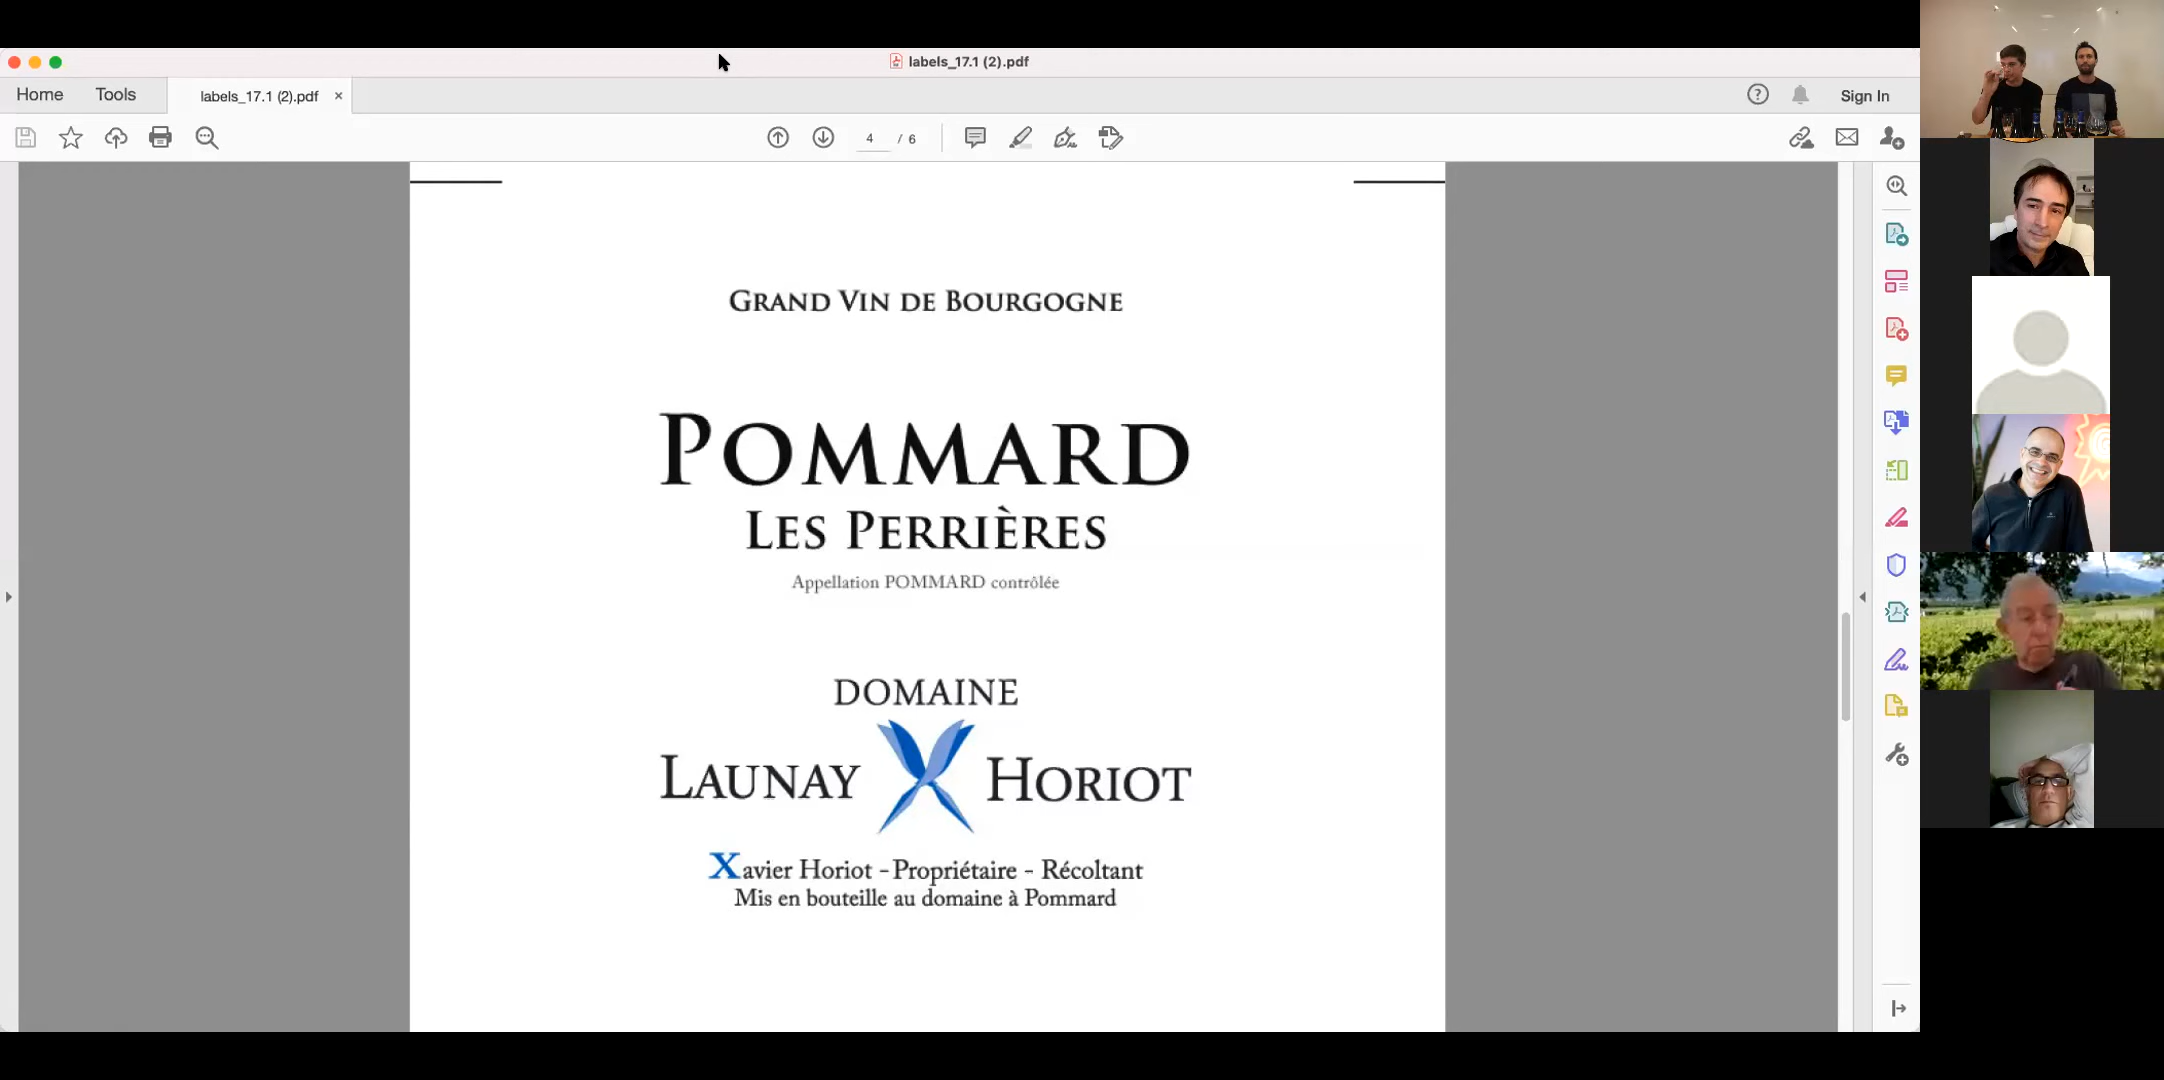 labels_17.1 (2).pdf
Home
Tools
labels_17.1 (2).pdf
Sign In
4 / 6
GRAND VIN DE BOURGOGNE
POMMARD
LES PERRIÈRES
Appellation POMMARD contrôlée
DOMAINE
LAUNAY HORIOT
Xavier Horiot - Propriétaire - Récoltant
Mis en bouteille au domaine à Pommard